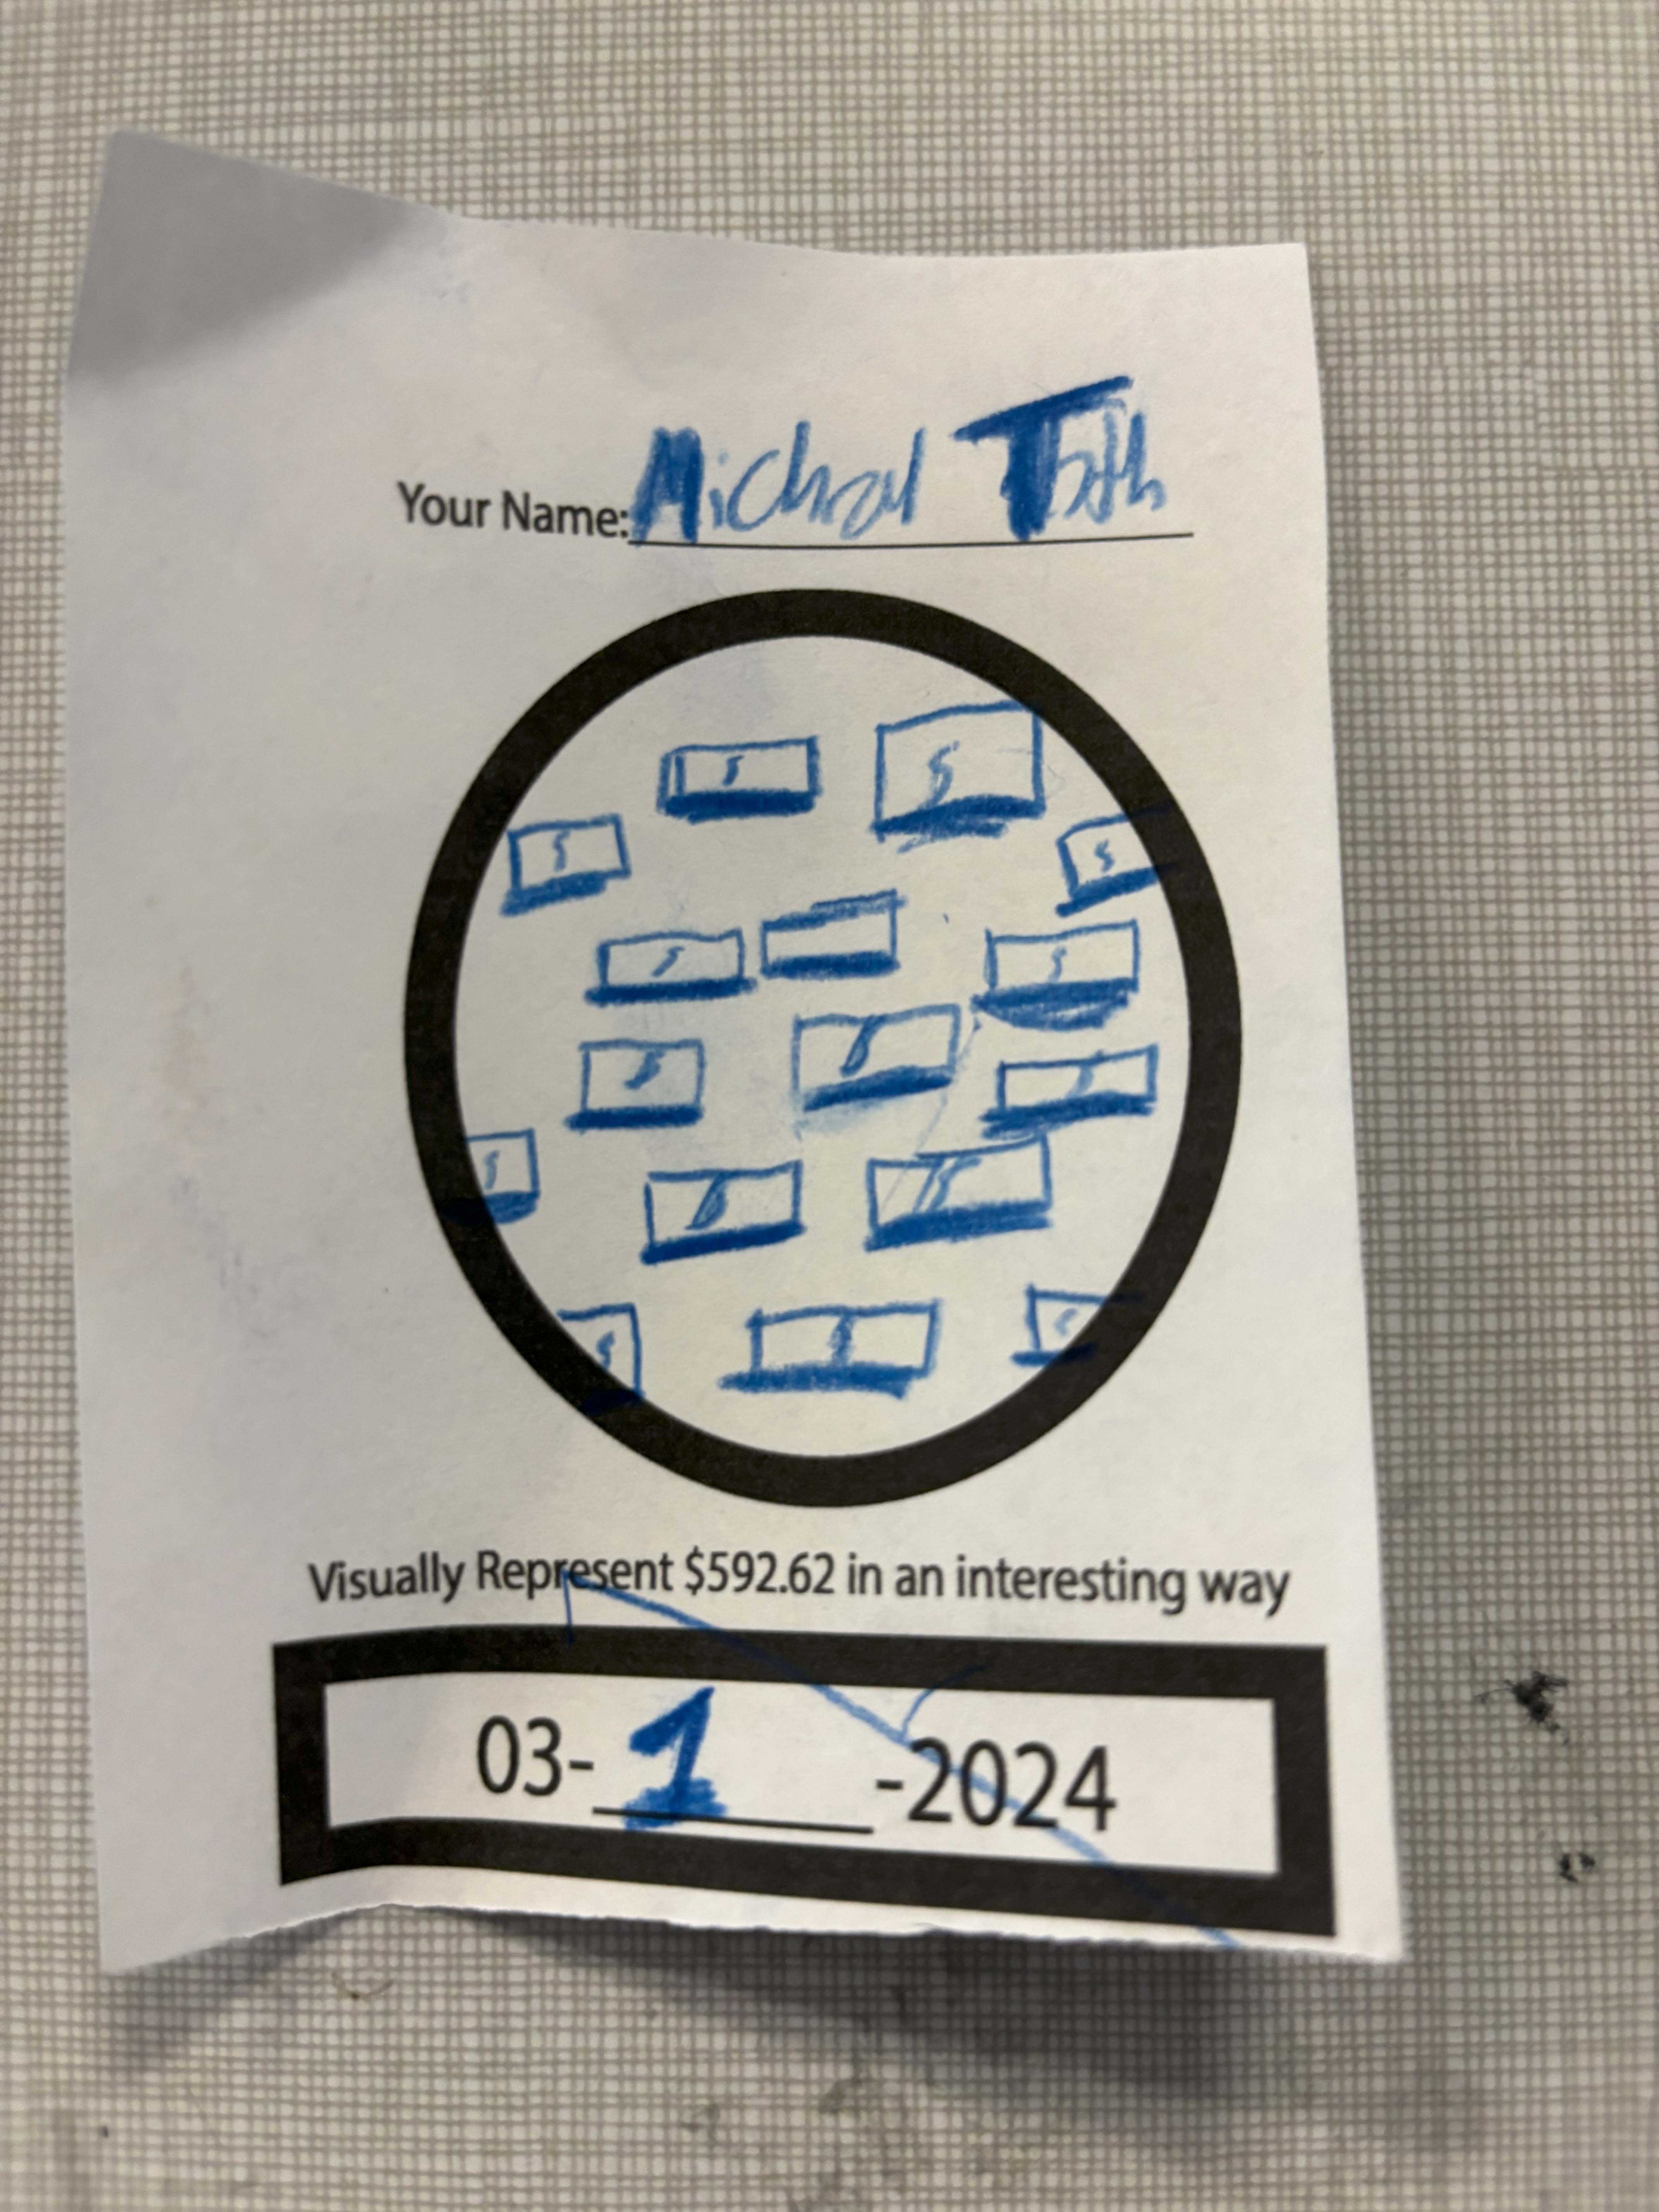 Your Name: Michael Toth
S S
S S
S S
S S S
S S S
S S S
Visually Represent $592.62 in an interesting way
03-1-2024